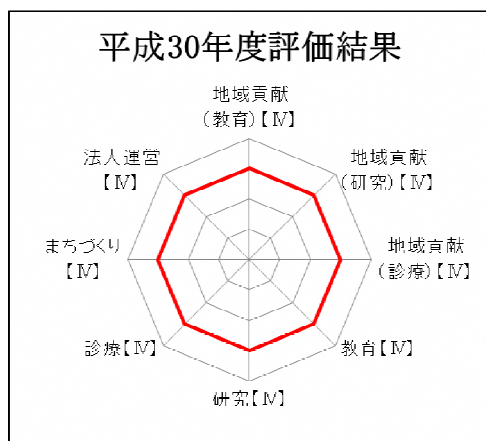 平成30年度評価結果
地域貢献
(教育)【Ⅳ】
地域貢献
(研究)【Ⅳ】
地域貢献
(診療)【Ⅳ】
教育【Ⅳ】
研究【Ⅳ】
診療【Ⅳ】
まちづくり
【Ⅳ】
法人運営
【Ⅳ】